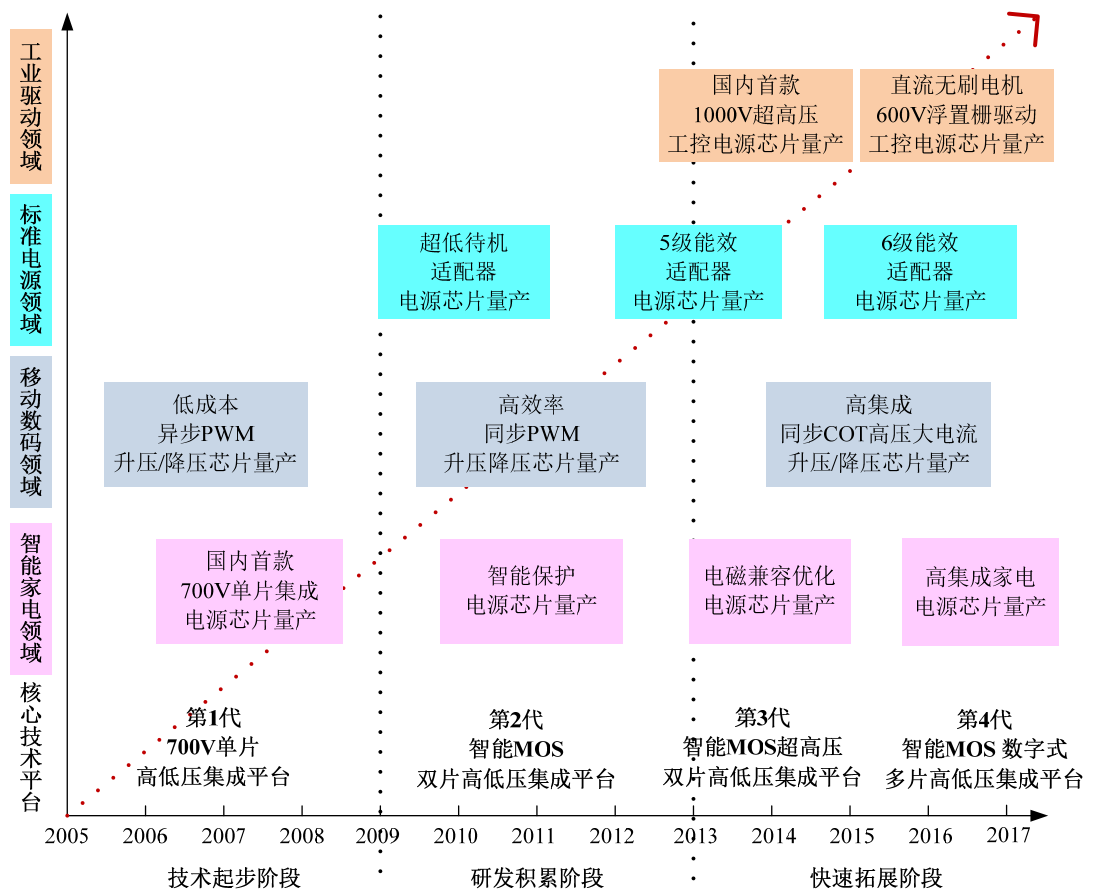 工业驱动领域
国内首款
1000V超高压
工控电源芯片量产
直流无刷电机
600V浮置栅驱动
工控电源芯片量产
标准电源领域
超低待机
适配器
电源芯片量产
5级能效
适配器
电源芯片量产
6级能效
适配器
电源芯片量产
移动数码领域
低成本
异步PWM
升压/降压芯片量产
高效率
同步PWM
升压降压芯片量产
高集成
同步COT高压大电流
升压/降压芯片量产
智能家电领域
国内首款
700V单片集成
电源芯片量产
智能保护
电源芯片量产
电磁兼容优化
电源芯片量产
高集成家电
电源芯片量产
核心技术平台
第1代
700V单片
高低压集成平台
第2代
智能MOS
双片高低压集成平台
第3代
智能MOS超高压
双片高低压集成平台
第4代
智能MOS 数字式
多片高低压集成平台
2005 2006 2007 2008 2009 2010 2011 2012 2013 2014 2015 2016 2017
技术起步阶段 研发积累阶段 快速拓展阶段